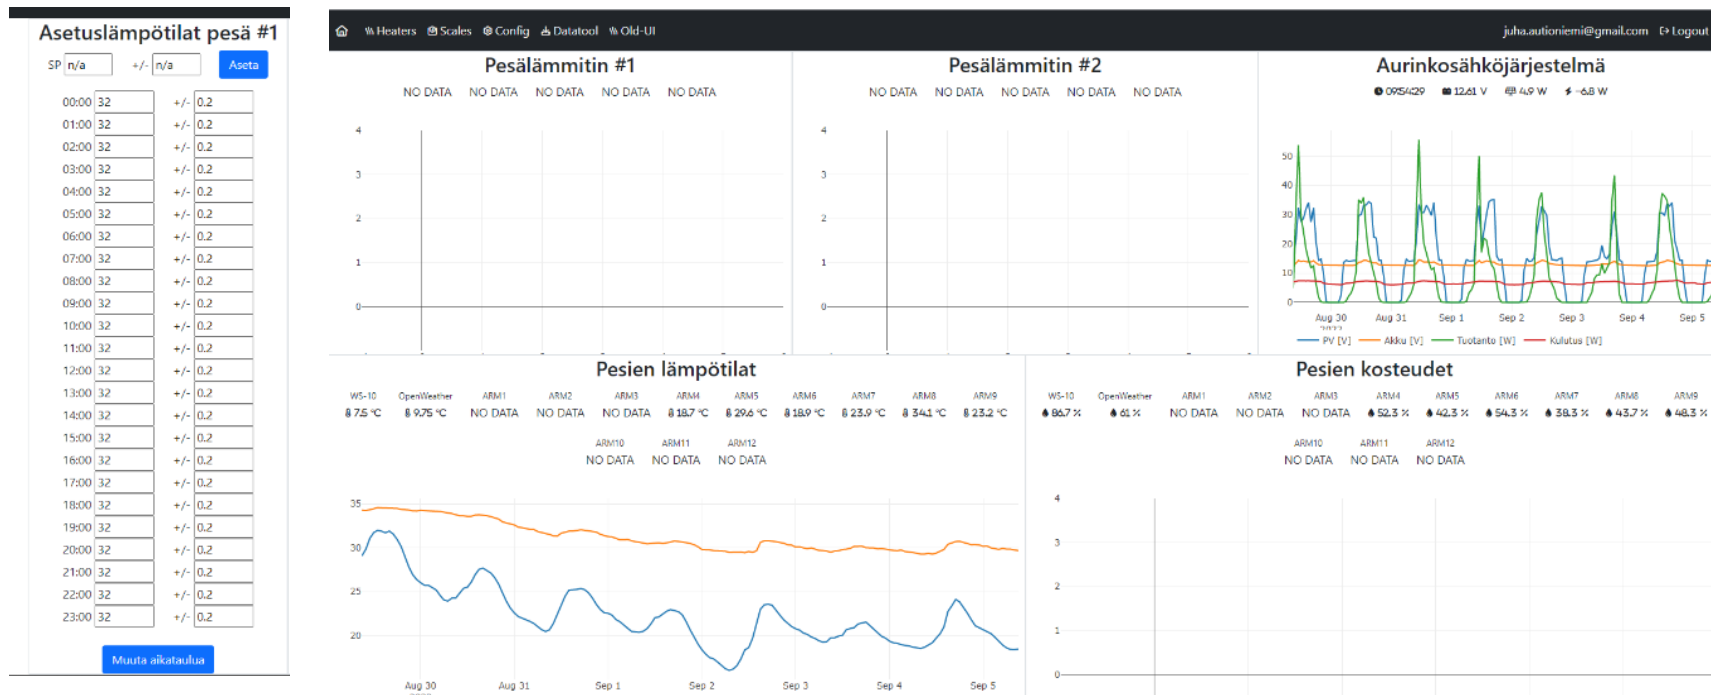 Asetuslämpötilat pesä #1
SP n/a +/- n/a Aseta
00:00 32 +/- 0.2
01:00 32 +/- 0.2
02:00 32 +/- 0.2
03:00 32 +/- 0.2
04:00 32 +/- 0.2
05:00 32 +/- 0.2
06:00 32 +/- 0.2
07:00 32 +/- 0.2
08:00 32 +/- 0.2
09:00 32 +/- 0.2
10:00 32 +/- 0.2
11:00 32 +/- 0.2
12:00 32 +/- 0.2
13:00 32 +/- 0.2
14:00 32 +/- 0.2
15:00 32 +/- 0.2
16:00 32 +/- 0.2
17:00 32 +/- 0.2
18:00 32 +/- 0.2
19:00 32 +/- 0.2
20:00 32 +/- 0.2
21:00 32 +/- 0.2
22:00 32 +/- 0.2
23:00 32 +/- 0.2
Muuta aikataulua
Heaters Scales Config Datatool Old-UI juha.autioniemi@gmail.com Logout
Pesälämmitin #1
NO DATA NO DATA NO DATA NO DATA NO DATA
4
3
2
1
0
Pesälämmitin #2
NO DATA NO DATA NO DATA NO DATA NO DATA
4
3
2
1
0
Aurinkosähköjärjestelmä
09:54:29 12.61 V 4.9 W -6.8 W
50
40
30
20
10
0
Aug 30 Aug 31 Sep 1 Sep 2 Sep 3 Sep 4 Sep 5
PV [V] Akku [V] Tuotanto [W] Kulutus [W]
Pesien lämpötilat
WS-10 OpenWeather ARM1 ARM2 ARM3 ARM4 ARM5 ARM6 ARM7 ARM8 ARM9
7.5 °C 9.75 °C NO DATA NO DATA NO DATA 18.7 °C 29.6 °C 18.9 °C 23.9 °C 34.1 °C 23.2 °C
ARM10 ARM11 ARM12
NO DATA NO DATA NO DATA
35
30
25
20
Aug 30 Aug 31 Sep 1 Sep 2 Sep 3 Sep 4 Sep 5
Pesien kosteudet
WS-10 OpenWeather ARM1 ARM2 ARM3 ARM4 ARM5 ARM6 ARM7 ARM8 ARM9
86.7 % 61 % NO DATA NO DATA NO DATA 52.3 % 42.3 % 54.3 % 38.3 % 43.7 % 48.3 %
ARM10 ARM11 ARM12
NO DATA NO DATA NO DATA
4
3
2
1
0